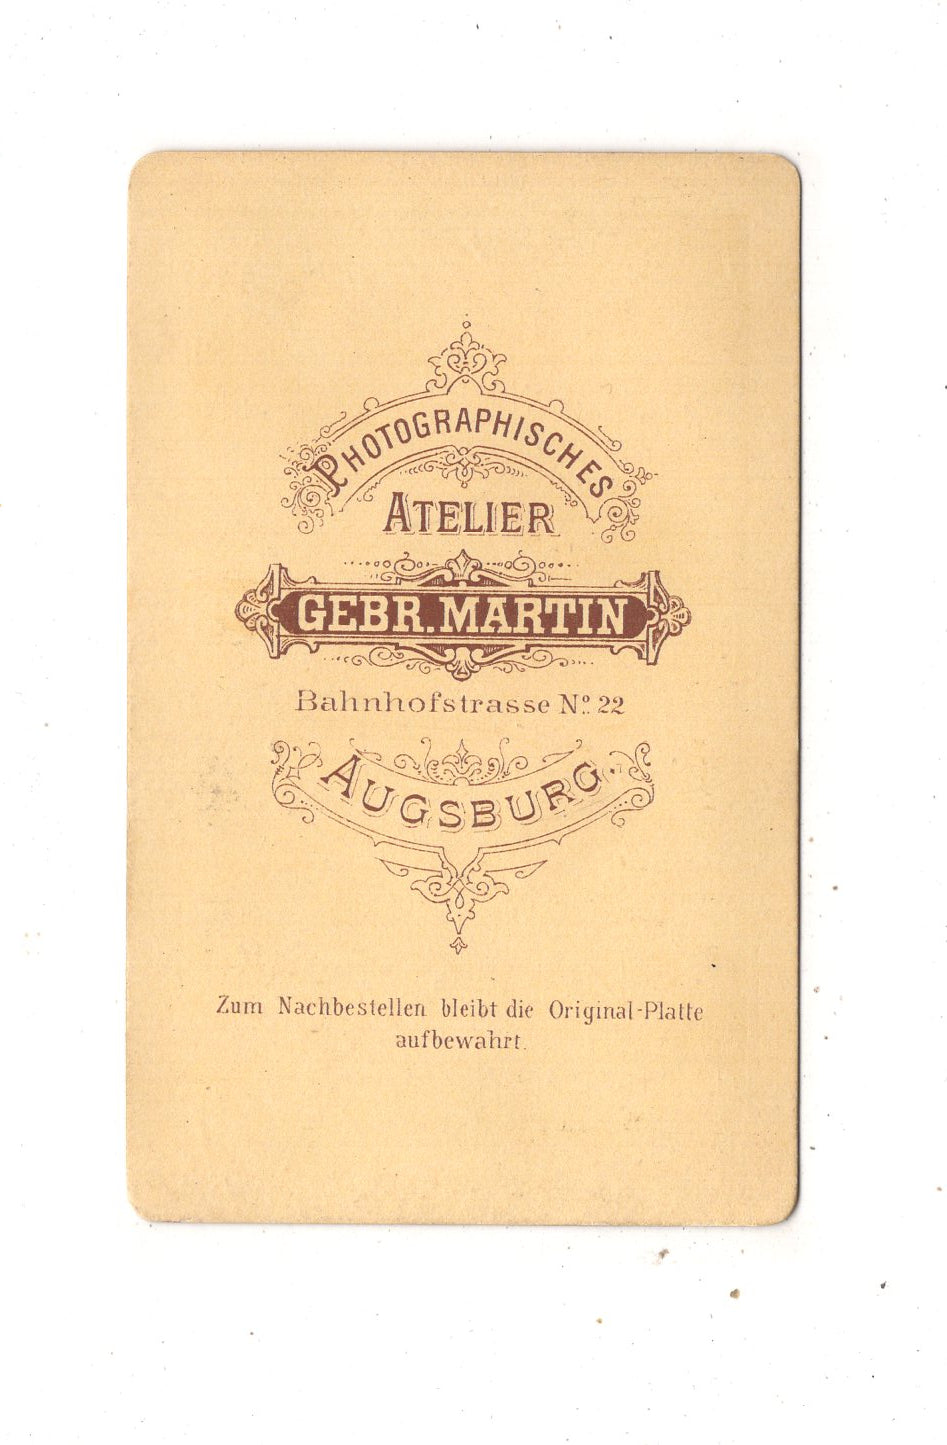 PHOTOGRAPHISCHES
ATELIER
GEBR. MARTIN
Bahnhofstrasse Nº 22
AUGSBURG.
Zum Nachbestellen bleibt die Original-Platte
aufbewahrt.